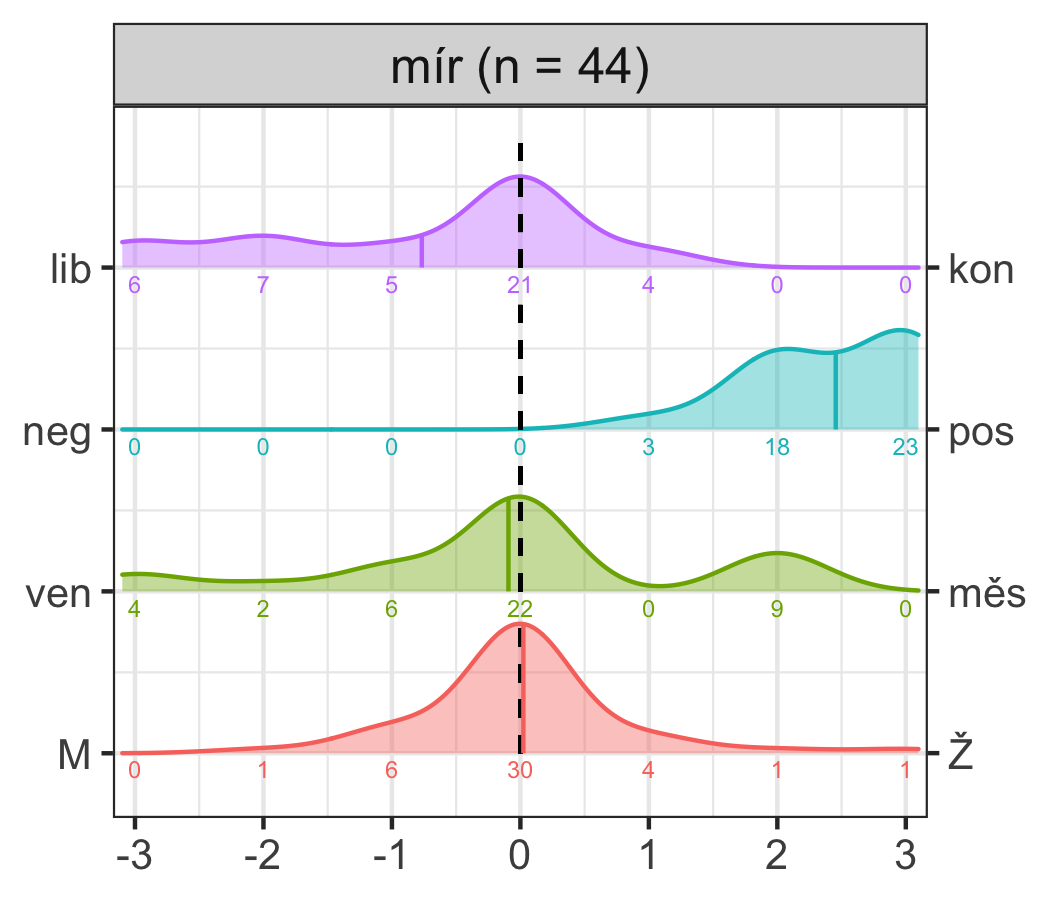 mír (n = 44)
lib kon
6 7 5 21 4 0 0
neg pos
0 0 0 0 3 18 23
ven měs
4 2 6 22 0 9 0
M Ž
0 1 6 30 4 1 1
-3 -2 -1 0 1 2 3